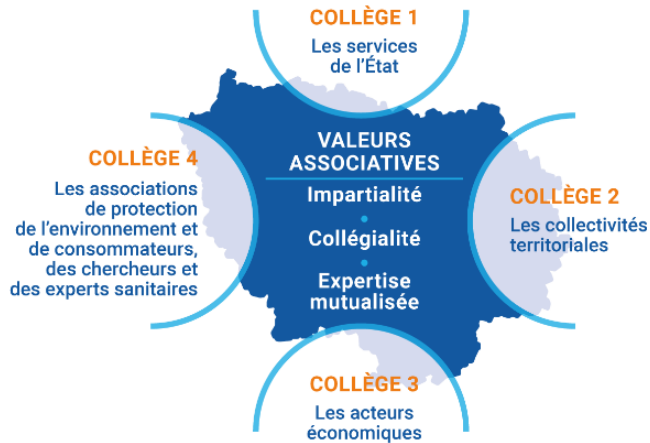 COLLÈGE 1
Les services
de l'État
VALEURS
ASSOCIATIVES
Impartialité
•
Collégialité
•
Expertise
mutualisée
COLLÈGE 4
Les associations
de protection
de l'environnement et
de consommateurs,
des chercheurs et
des experts sanitaires
COLLÈGE 2
Les collectivités
territoriales
COLLÈGE 3
Les acteurs
économiques